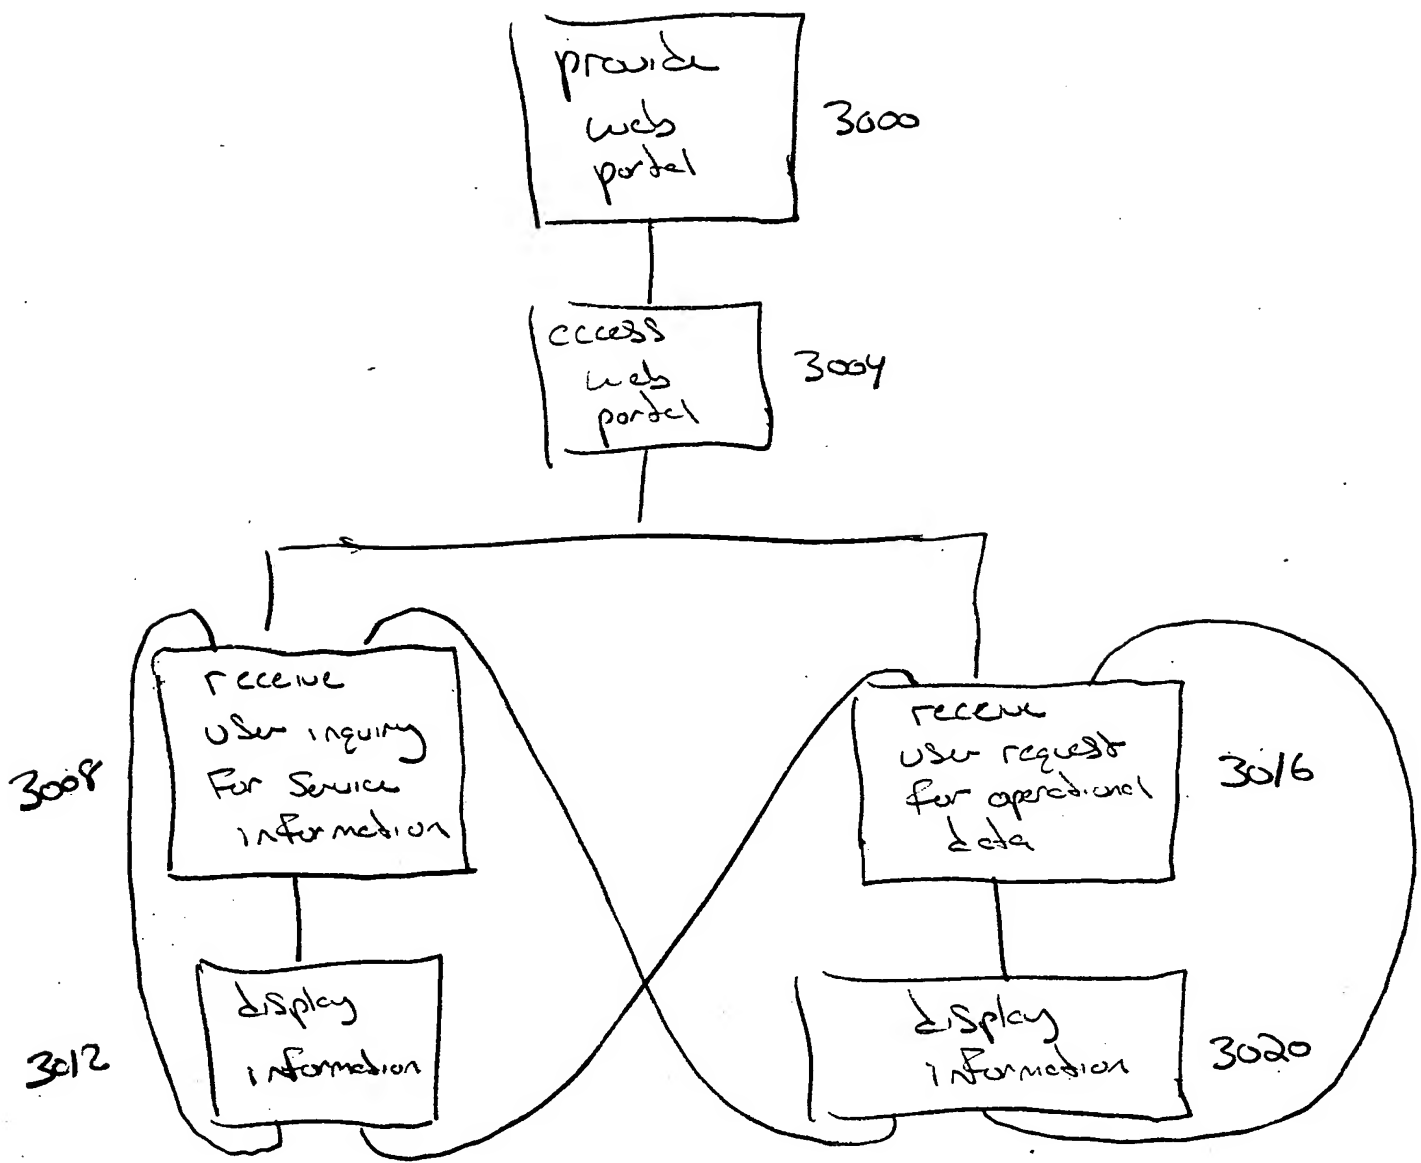 provide
web
portal
3000
access
web
portal
3004
receive
user inquiry
for service
information
3008
receive
user request
for operational
data
3016
display
information
3012
display
information
3020